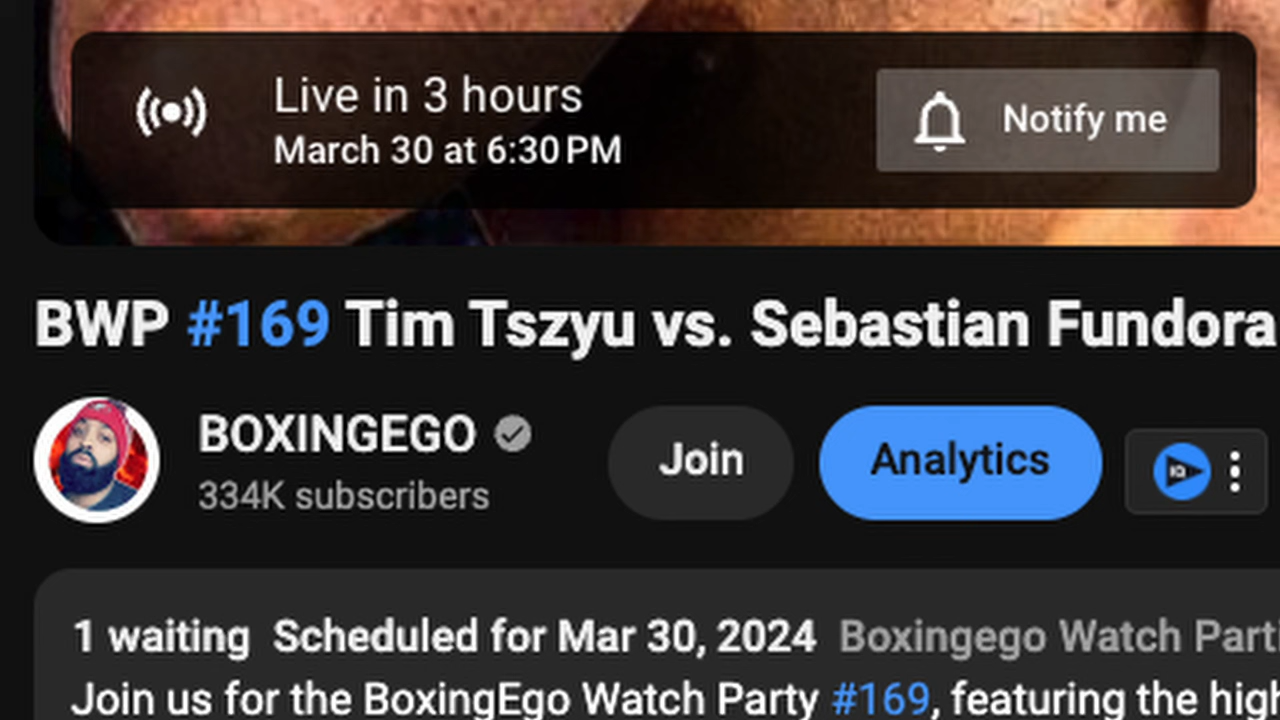 Live in 3 hours
March 30 at 6:30 PM
Notify me
BWP #169 Tim Tszyu vs. Sebastian Fundora
BOXINGEGO
334K subscribers
Join
Analytics
IQ
1 waiting Scheduled for Mar 30, 2024 Boxingego Watch Part
Join us for the BoxingEgo Watch Party #169, featuring the high